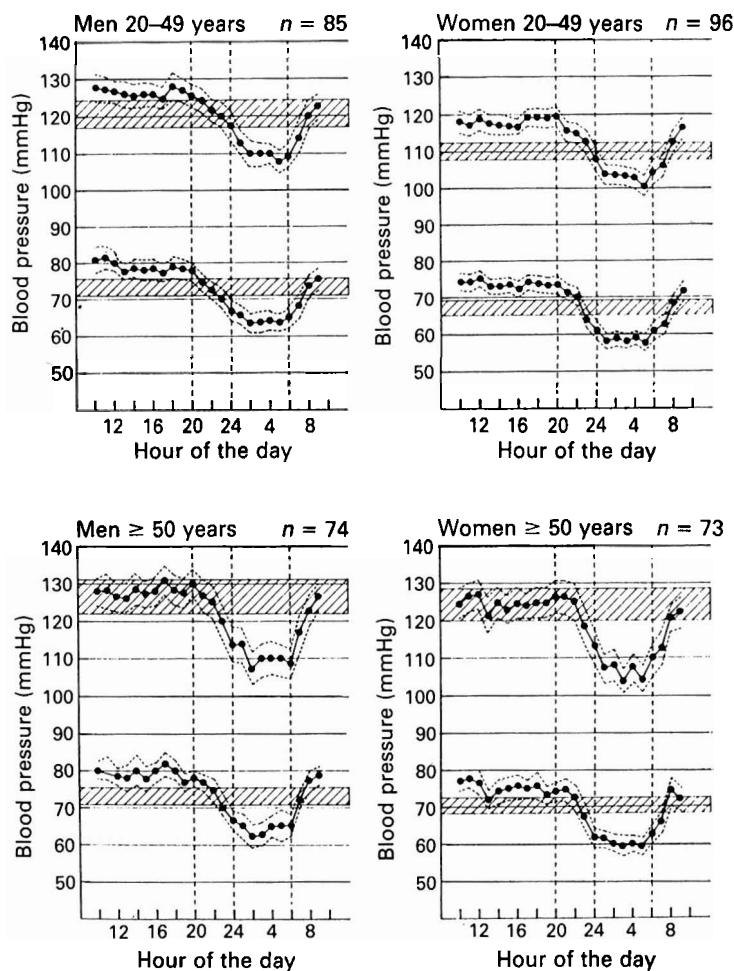 Men 20–49 years n = 85
140
130
120
110
100
90
80
70
60
50
Blood pressure (mmHg)
12 16 20 24 4 8
Hour of the day
Women 20–49 years n = 96
140
130
120
110
100
90
80
70
60
50
Blood pressure (mmHg)
12 16 20 24 4 8
Hour of the day
Men ≥ 50 years n = 74
140
130
120
110
100
90
80
70
60
50
Blood pressure (mmHg)
12 16 20 24 4 8
Hour of the day
Women ≥ 50 years n = 73
140
130
120
110
100
90
80
70
60
50
Blood pressure (mmHg)
12 16 20 24 4 8
Hour of the day